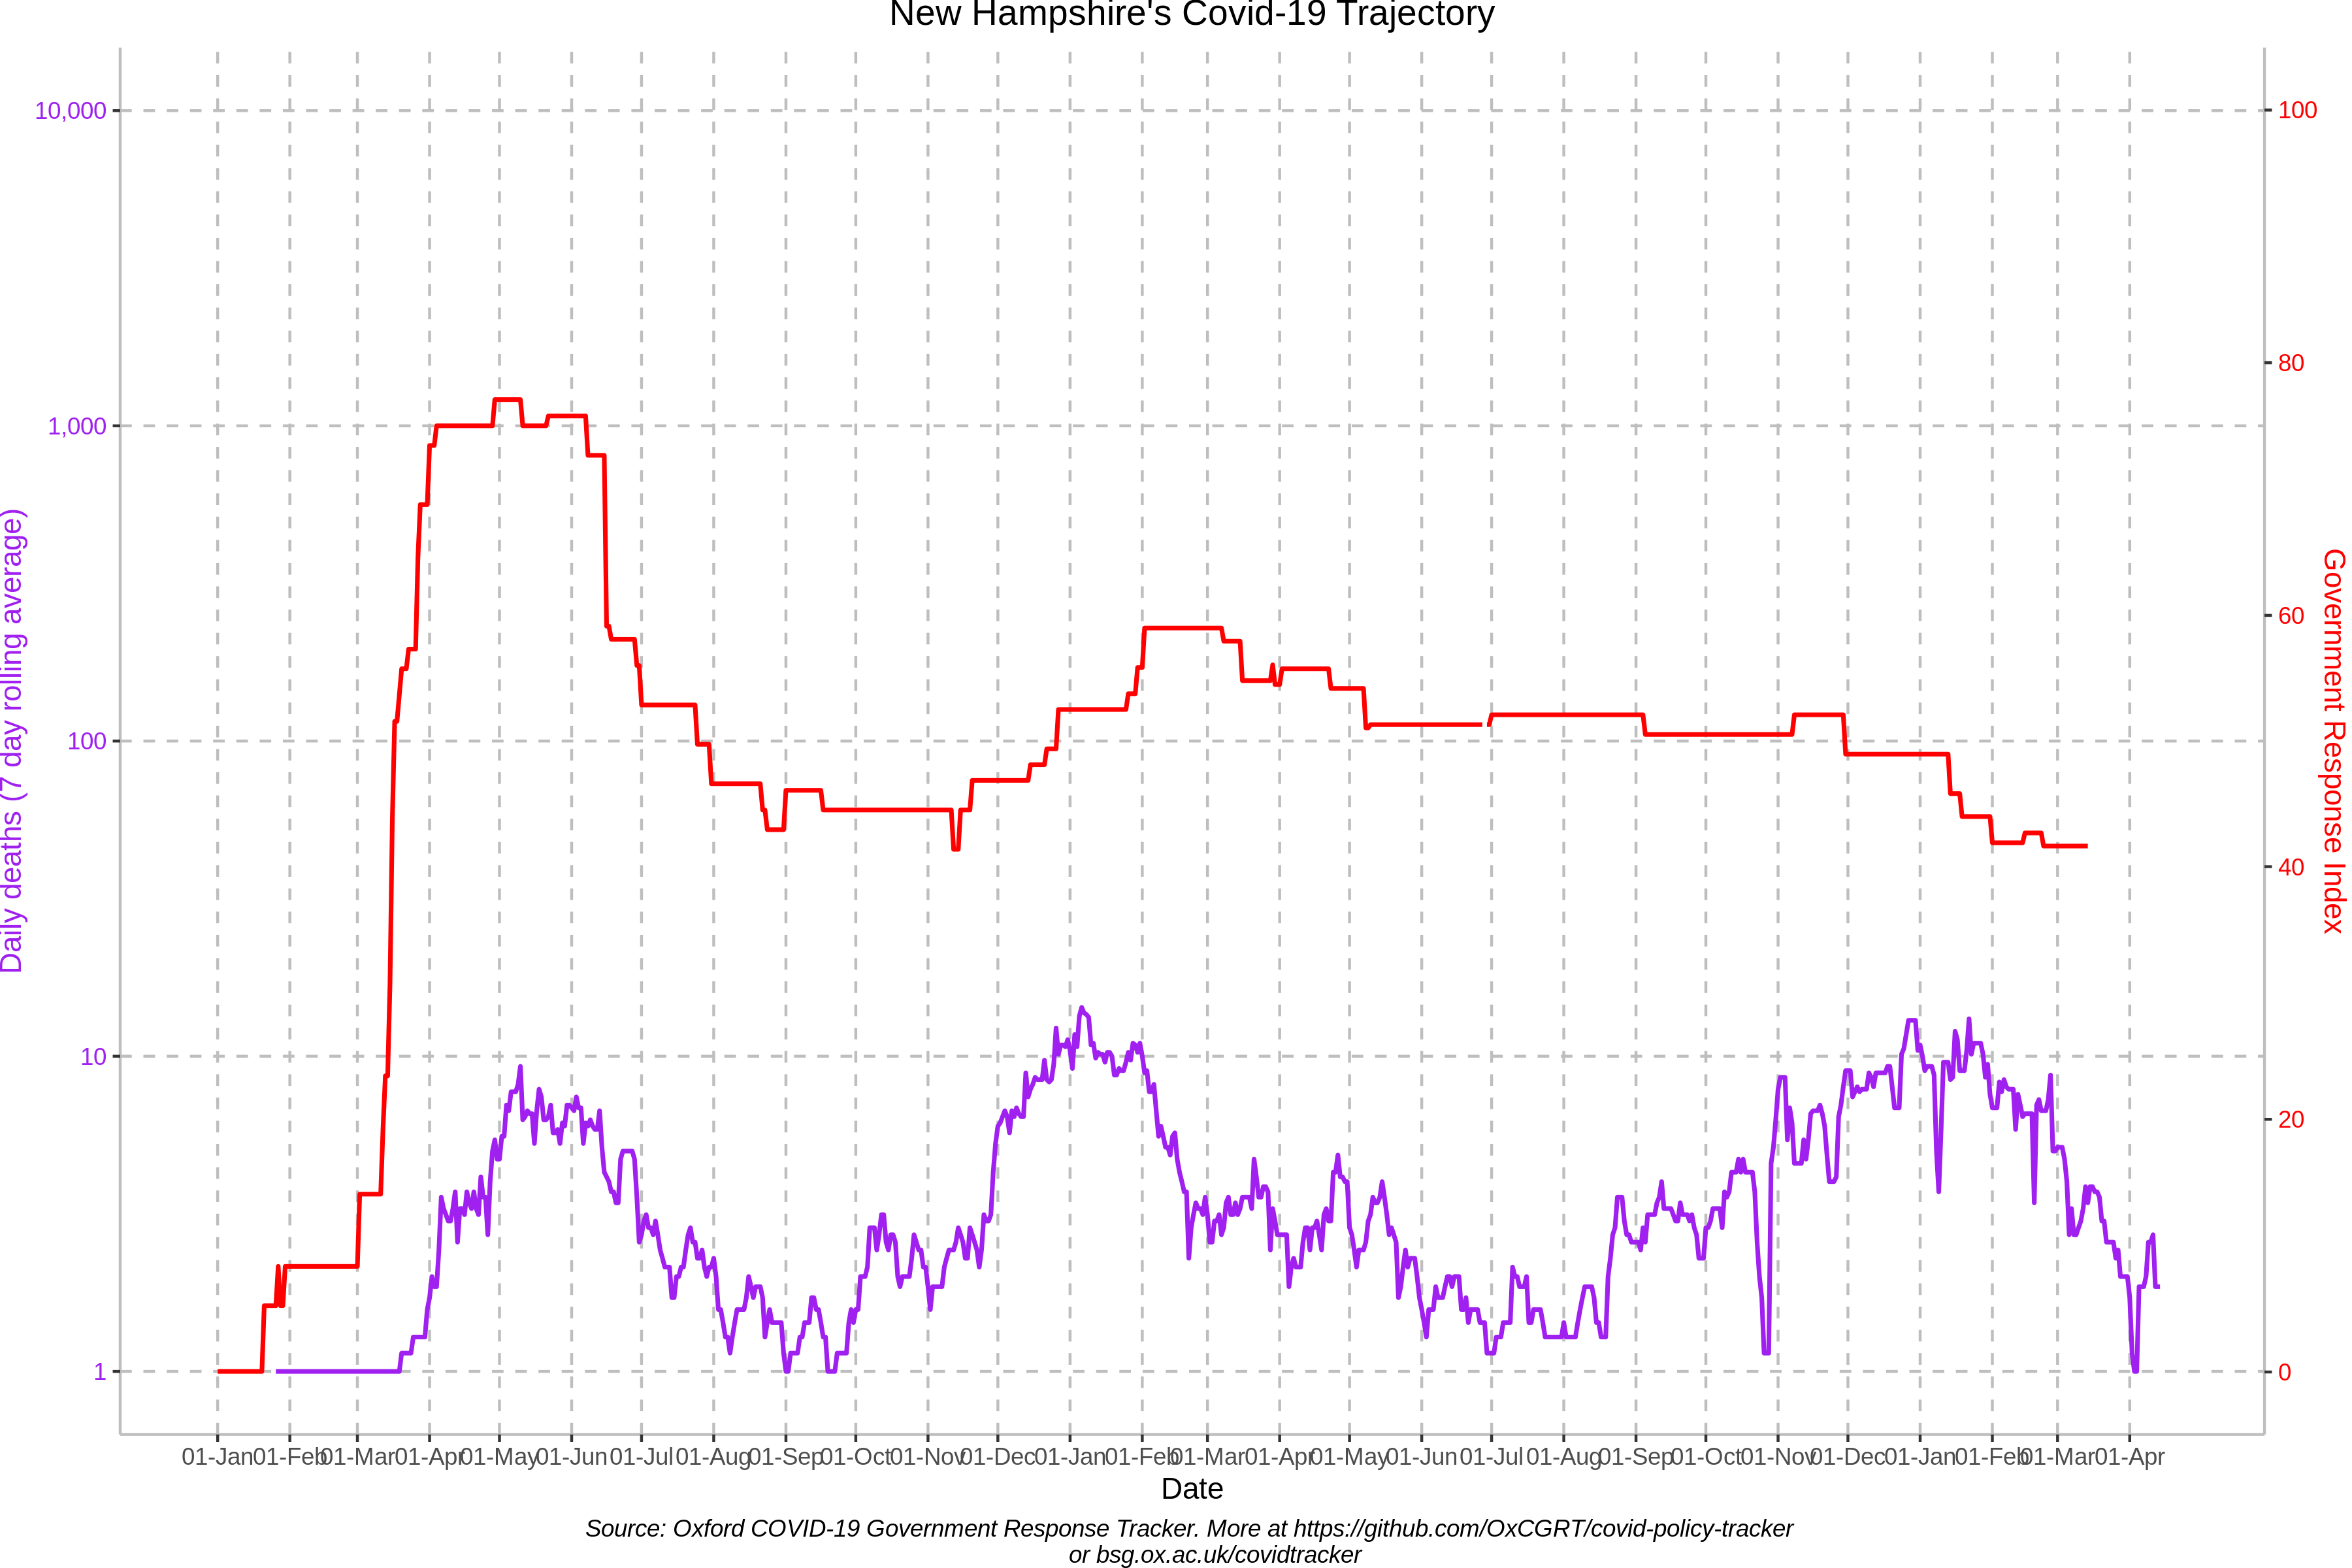 New Hampshire's Covid-19 Trajectory
10,000
1,000
100
10
1
Daily deaths (7 day rolling average)
100
80
60
40
20
0
Government Response Index
01-Jan 01-Feb 01-Mar 01-Apr 01-May 01-Jun 01-Jul 01-Aug 01-Sep 01-Oct 01-Nov 01-Dec 01-Jan 01-Feb 01-Mar 01-Apr 01-May 01-Jun 01-Jul 01-Aug 01-Sep 01-Oct 01-Nov 01-Dec 01-Jan 01-Feb 01-Mar 01-Apr
Date
Source: Oxford COVID-19 Government Response Tracker. More at https://github.com/OxCGRT/covid-policy-tracker
or bsg.ox.ac.uk/covidtracker